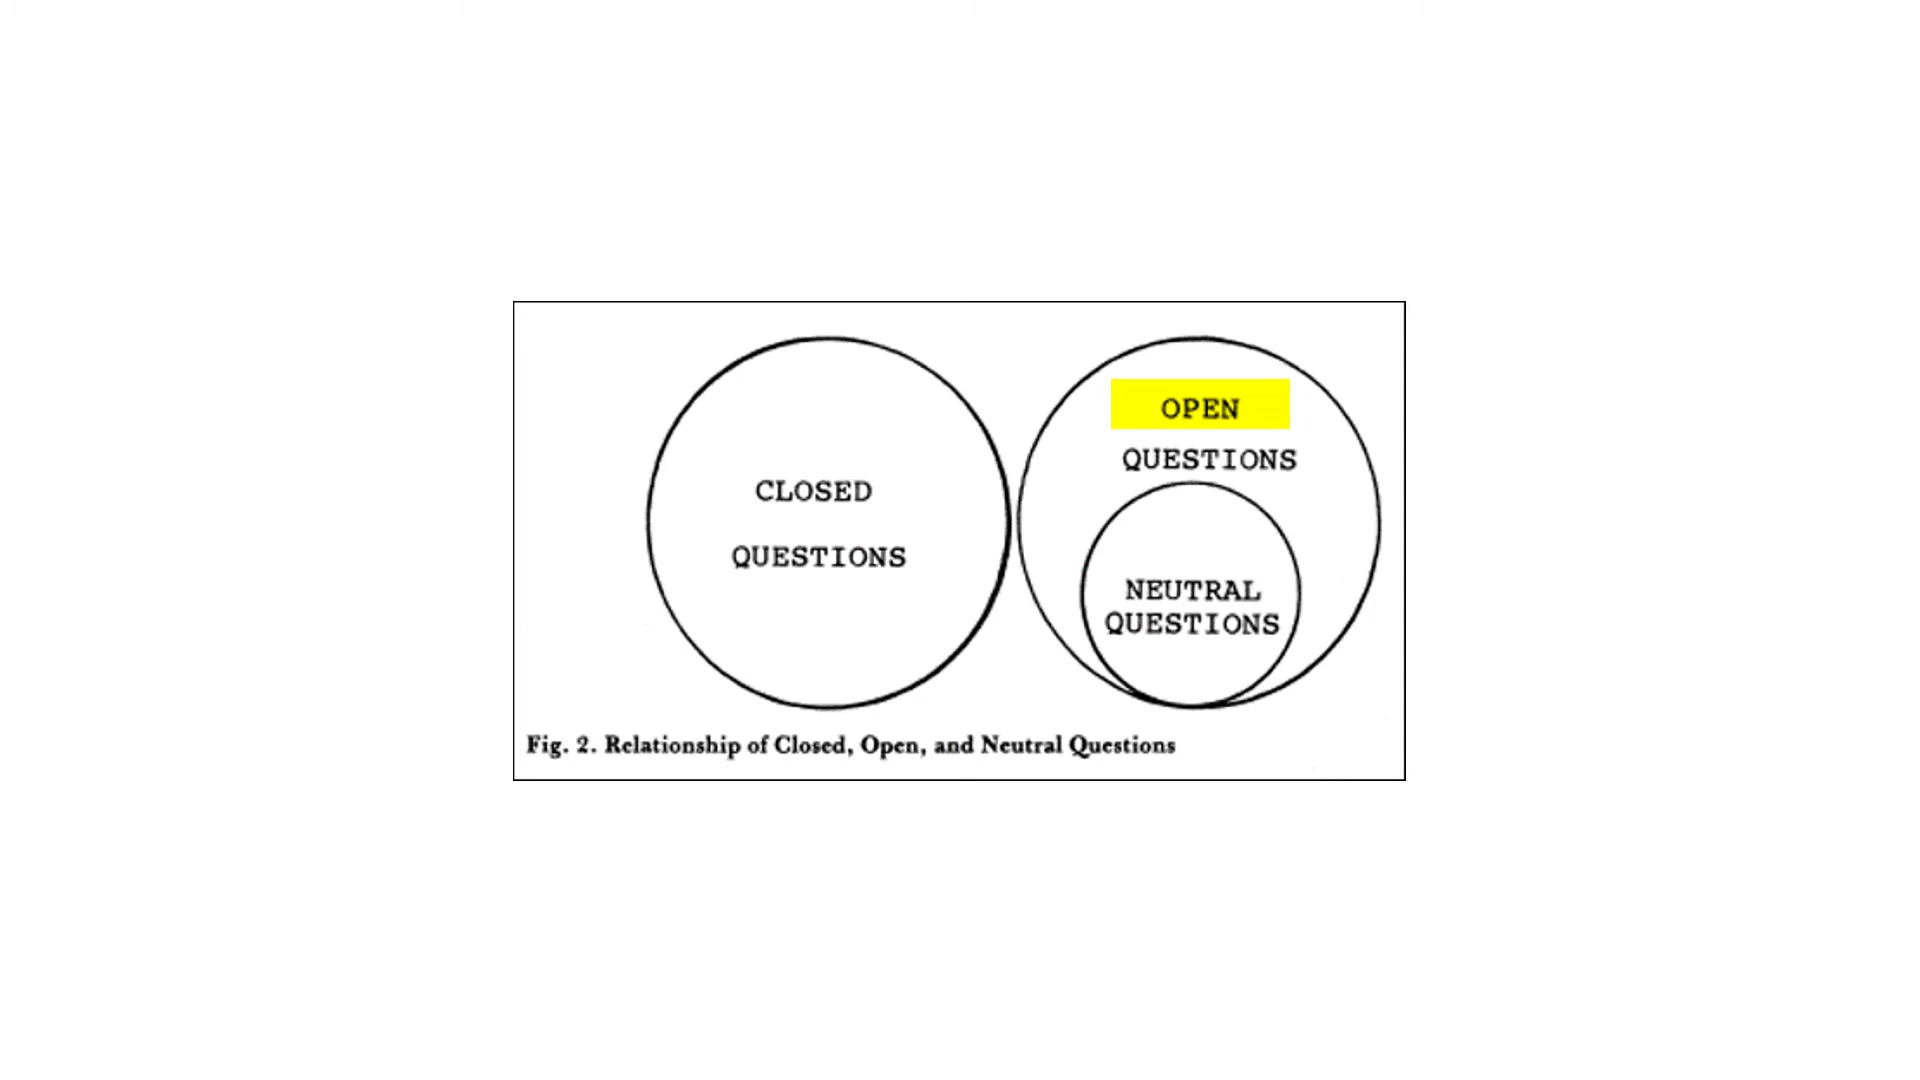 CLOSED
QUESTIONS
OPEN
QUESTIONS
NEUTRAL
QUESTIONS
Fig. 2. Relationship of Closed, Open, and Neutral Questions